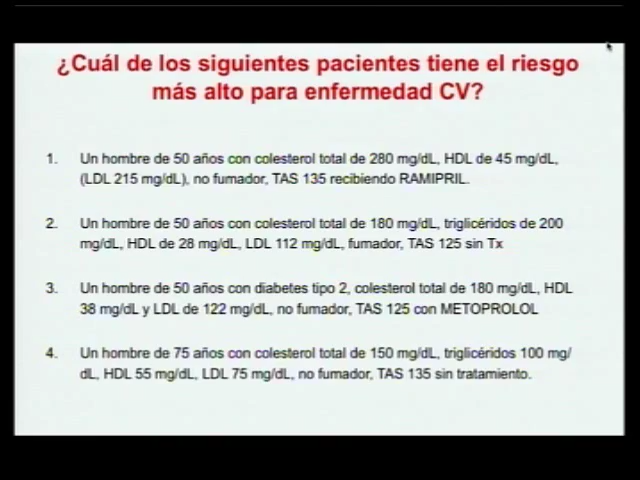 ¿Cuál de los siguientes pacientes tiene el riesgo
más alto para enfermedad CV?
1. Un hombre de 50 años con colesterol total de 280 mg/dL, HDL de 45 mg/dL,
(LDL 215 mg/dL), no fumador, TAS 135 recibiendo RAMIPRIL.
2. Un hombre de 50 años con colesterol total de 180 mg/dL, triglicéridos de 200
mg/dL, HDL de 28 mg/dL, LDL 112 mg/dL, fumador, TAS 125 sin Tx
3. Un hombre de 50 años con diabetes tipo 2, colesterol total de 180 mg/dL, HDL
38 mg/dL y LDL de 122 mg/dL, no fumador, TAS 125 con METOPROLOL
4. Un hombre de 75 años con colesterol total de 150 mg/dL, triglicéridos 100 mg/
dL, HDL 55 mg/dL, LDL 75 mg/dL, no fumador, TAS 135 sin tratamiento.